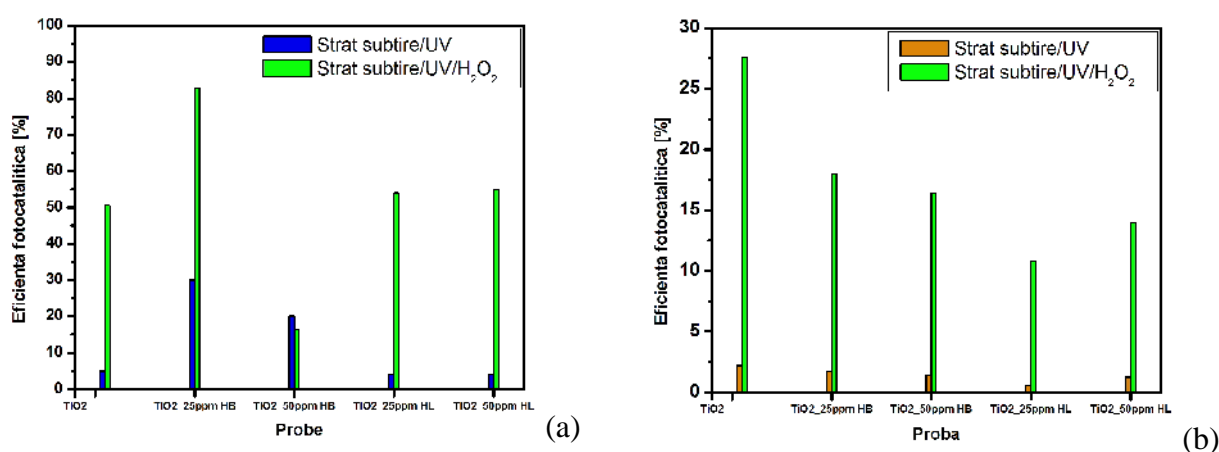 100
90
80
70
60
50
40
30
20
10
0
Eficienta fotocatalitica [%]
Strat subtire/UV
Strat subtire/UV/H₂O₂
TiO2
TiO2_25ppm HB
TiO2_50ppm HB
TiO2_25ppm HL
TiO2_50ppm HL
Probe
(a)
30
25
20
15
10
5
0
Eficienta fotocatalitica [%]
Strat subtire/UV
Strat subtire/UV/H₂O₂
TiO2
TiO2_25ppm HB
TiO2_50ppm HB
TiO2_25ppm HL
TiO2_50ppm HL
Proba
(b)